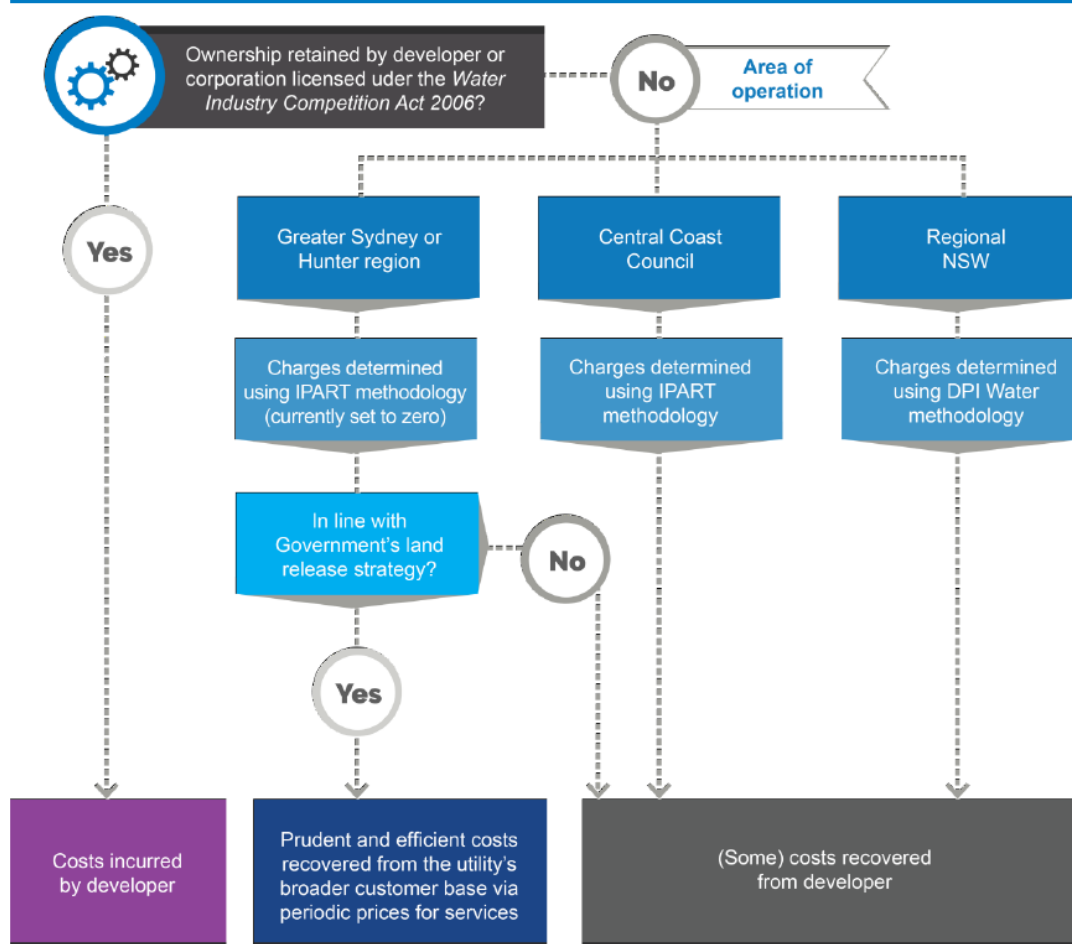 Ownership retained by developer or
corporation licensed uder the Water
Industry Competition Act 2006?
No
Area of
operation
Yes
Greater Sydney or
Hunter region
Central Coast
Council
Regional
NSW
Charges determined
using IPART methodology
(currently set to zero)
Charges determined
using IPART
methodology
Charges determined
using DPI Water
methodology
In line with
Government's land
release strategy?
No
Yes
Costs incurred
by developer
Prudent and efficient costs
recovered from the utility's
broader customer base via
periodic prices for services
(Some) costs recovered
from developer